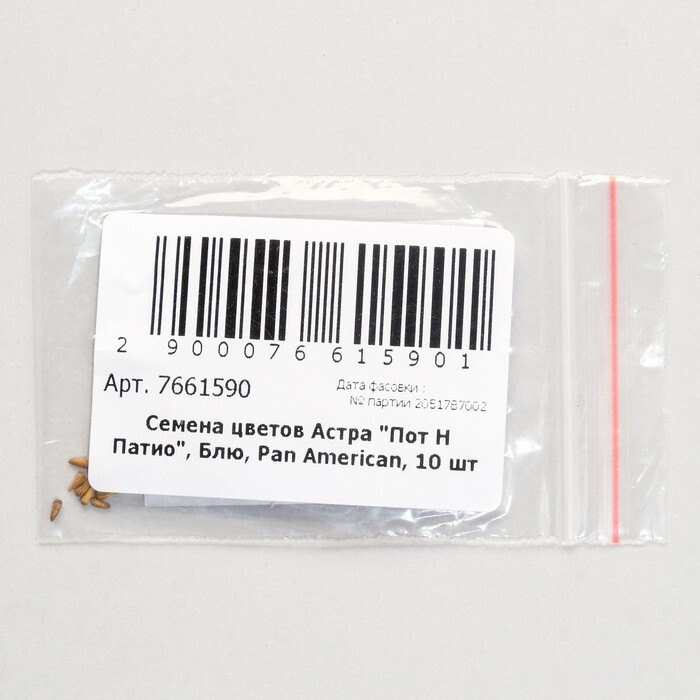 2 900076 615901
Арт. 7661590
Дата фасовки :
№ партии 2051787002
Семена цветов Астра "Пот Н
Патио", Блю, Pan American, 10 шт